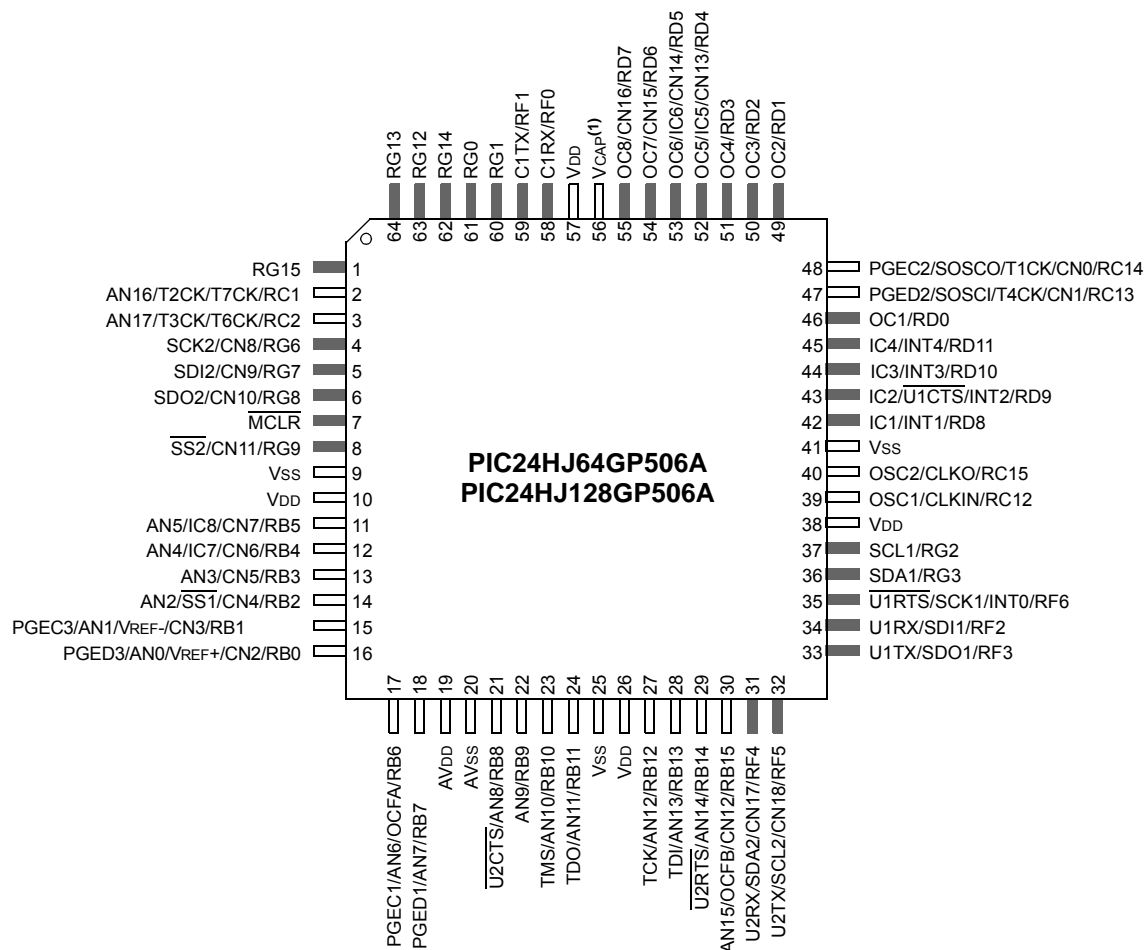 RG13
RG12
RG14
RG0
RG1
C1TX/RF1
C1RX/RF0
VDD
VCAP(1)
OC8/CN16/RD7
OC7/CN15/RD6
OC6/IC6/CN14/RD5
OC5/IC5/CN13/RD4
OC4/RD3
OC3/RD2
OC2/RD1
64
63
62
61
60
59
58
57
56
55
54
53
52
51
50
49
RG15 1
AN16/T2CK/T7CK/RC1 2
AN17/T3CK/T6CK/RC2 3
SCK2/CN8/RG6 4
SDI2/CN9/RG7 5
SDO2/CN10/RG8 6
MCLR 7
SS2/CN11/RG9 8
VSS 9
VDD 10
AN5/IC8/CN7/RB5 11
AN4/IC7/CN6/RB4 12
AN3/CN5/RB3 13
AN2/SS1/CN4/RB2 14
PGEC3/AN1/VREF-/CN3/RB1 15
PGED3/AN0/VREF+/CN2/RB0 16
PIC24HJ64GP506A
PIC24HJ128GP506A
48 PGEC2/SOSCO/T1CK/CN0/RC14
47 PGED2/SOSCI/T4CK/CN1/RC13
46 OC1/RD0
45 IC4/INT4/RD11
44 IC3/INT3/RD10
43 IC2/U1CTS/INT2/RD9
42 IC1/INT1/RD8
41 VSS
40 OSC2/CLKO/RC15
39 OSC1/CLKIN/RC12
38 VDD
37 SCL1/RG2
36 SDA1/RG3
35 U1RTS/SCK1/INT0/RF6
34 U1RX/SDI1/RF2
33 U1TX/SDO1/RF3
17
18
19
20
21
22
23
24
25
26
27
28
29
30
31
32
PGEC1/AN6/OCFA/RB6
PGED1/AN7/RB7
AVDD
AVSS
U2CTS/AN8/RB8
AN9/RB9
TMS/AN10/RB10
TDO/AN11/RB11
VSS
VDD
TCK/AN12/RB12
TDI/AN13/RB13
U2RTS/AN14/RB14
AN15/OCFB/CN12/RB15
U2RX/SDA2/CN17/RF4
U2TX/SCL2/CN18/RF5